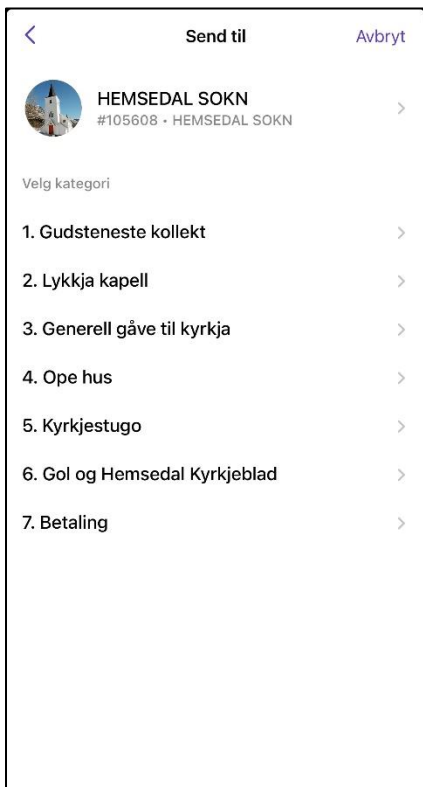 Send til
Avbryt
HEMSEDAL SOKN
#105608 • HEMSEDAL SOKN
Velg kategori
1. Gudsteneste kollekt
2. Lykkja kapell
3. Generell gåve til kyrkja
4. Ope hus
5. Kyrkjestugo
6. Gol og Hemsedal Kyrkjeblad
7. Betaling